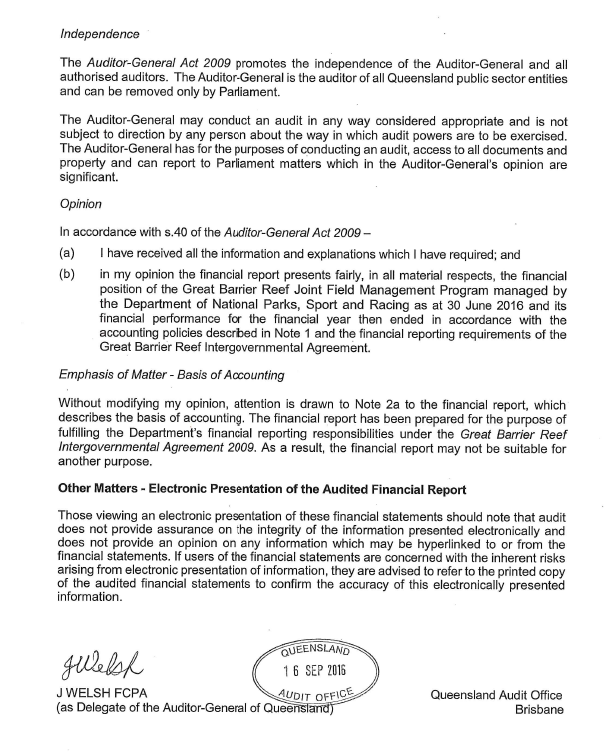 Independence
The Auditor-General Act 2009 promotes the independence of the Auditor-General and all
authorised auditors. The Auditor-General is the auditor of all Queensland public sector entities
and can be removed only by Parliament.
The Auditor-General may conduct an audit in any way considered appropriate and is not
subject to direction by any person about the way in which audit powers are to be exercised.
The Auditor-General has for the purposes of conducting an audit, access to all documents and
property and can report to Parliament matters which in the Auditor-General's opinion are
significant.
Opinion
In accordance with s.40 of the Auditor-General Act 2009 –
(a) I have received all the information and explanations which I have required; and
(b) in my opinion the financial report presents fairly, in all material respects, the financial
position of the Great Barrier Reef Joint Field Management Program managed by
the Department of National Parks, Sport and Racing as at 30 June 2016 and its
financial performance for the financial year then ended in accordance with the
accounting policies described in Note 1 and the financial reporting requirements of the
Great Barrier Reef Intergovernmental Agreement.
Emphasis of Matter - Basis of Accounting
Without modifying my opinion, attention is drawn to Note 2a to the financial report, which
describes the basis of accounting. The financial report has been prepared for the purpose of
fulfilling the Department's financial reporting responsibilities under the Great Barrier Reef
Intergovernmental Agreement 2009. As a result, the financial report may not be suitable for
another purpose.
Other Matters - Electronic Presentation of the Audited Financial Report
Those viewing an electronic presentation of these financial statements should note that audit
does not provide assurance on the integrity of the information presented electronically and
does not provide an opinion on any information which may be hyperlinked to or from the
financial statements. If users of the financial statements are concerned with the inherent risks
arising from electronic presentation of information, they are advised to refer to the printed copy
of the audited financial statements to confirm the accuracy of this electronically presented
information.
JWelsh
QUEENSLAND
16 SEP 2016
AUDIT OFFICE
J WELSH FCPA
(as Delegate of the Auditor-General of Queensland)
Queensland Audit Office
Brisbane